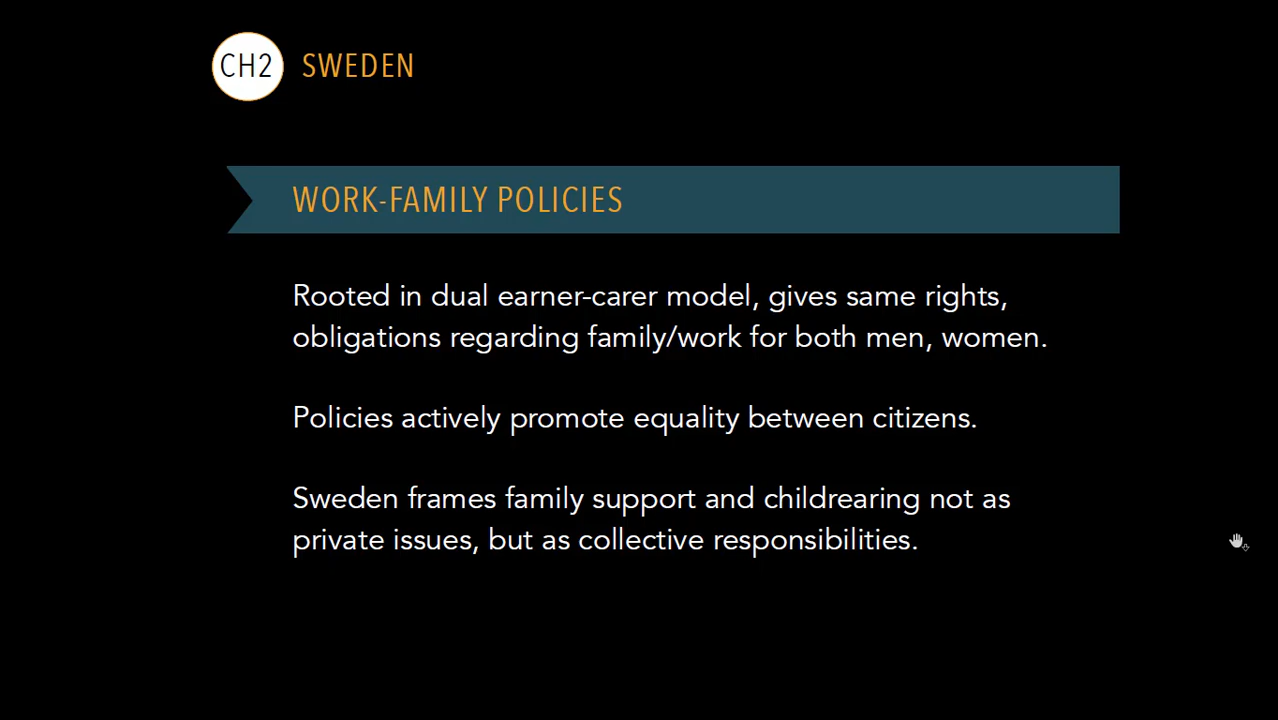 CH2 SWEDEN
WORK-FAMILY POLICIES
Rooted in dual earner-carer model, gives same rights,
obligations regarding family/work for both men, women.
Policies actively promote equality between citizens.
Sweden frames family support and childrearing not as
private issues, but as collective responsibilities.